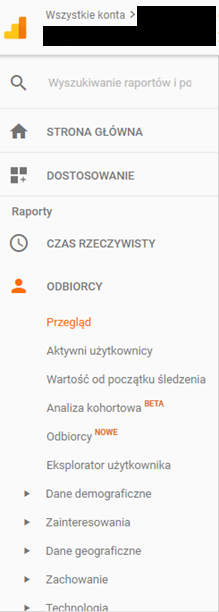 Wszystkie konta >
Wyszukiwanie raportów i po
STRONA GŁÓWNA
DOSTOSOWANIE
Raporty
CZAS RZECZYWISTY
ODBIORCY
Przegląd
Aktywni użytkownicy
Wartość od początku śledzenia
Analiza kohortowa BETA
Odbiorcy NOWE
Eksplorator użytkownika
Dane demograficzne
Zainteresowania
Dane geograficzne
Zachowanie
Technologia